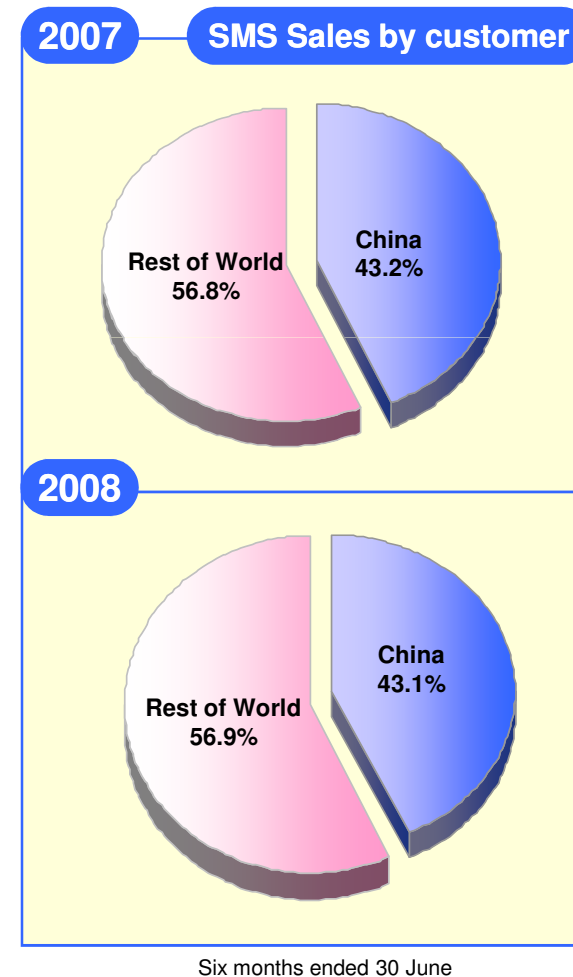 2007
SMS Sales by customer
China
43.2%
Rest of World
56.8%
2008
China
43.1%
Rest of World
56.9%
Six months ended 30 June